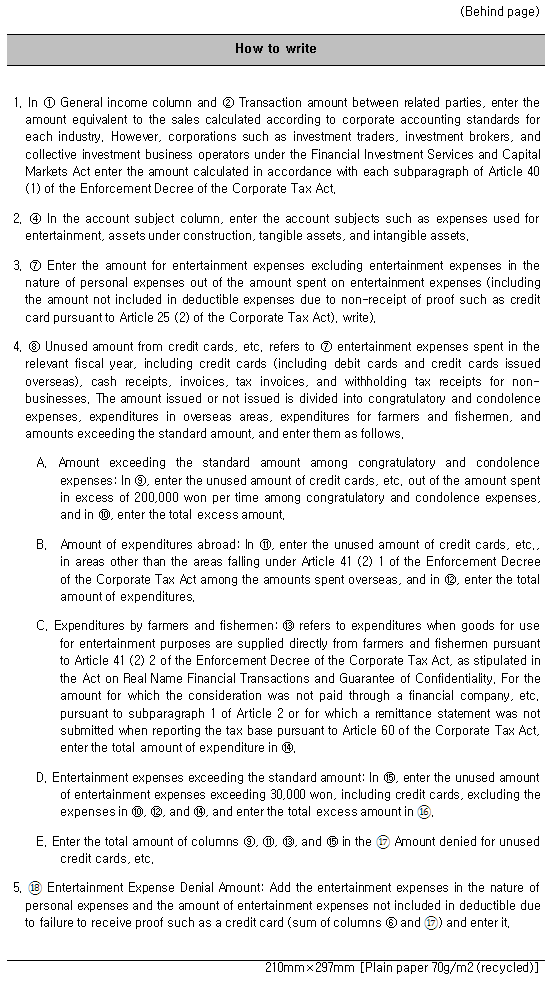 (Behind page)
How to write
1. In ① General income column and ② Transaction amount between related parties, enter the
amount equivalent to the sales calculated according to corporate accounting standards for
each industry. However, corporations such as investment traders, investment brokers, and
collective investment business operators under the Financial Investment Services and Capital
Markets Act enter the amount calculated in accordance with each subparagraph of Article 40
(1) of the Enforcement Decree of the Corporate Tax Act.
2. ④ In the account subject column, enter the account subjects such as expenses used for
entertainment, assets under construction, tangible assets, and intangible assets.
3. ⑦ Enter the amount for entertainment expenses excluding entertainment expenses in the
nature of personal expenses out of the amount spent on entertainment expenses (including
the amount not included in deductible expenses due to non-receipt of proof such as credit
card pursuant to Article 25 (2) of the Corporate Tax Act). write).
4. ⑧ Unused amount from credit cards, etc. refers to ⑦ entertainment expenses spent in the
relevant fiscal year, including credit cards (including debit cards and credit cards issued
overseas), cash receipts, invoices, tax invoices, and withholding tax receipts for non-
businesses. The amount issued or not issued is divided into congratulatory and condolence
expenses, expenditures in overseas areas, expenditures for farmers and fishermen, and
amounts exceeding the standard amount, and enter them as follows.
A. Amount exceeding the standard amount among congratulatory and condolence
expenses: In ⑨, enter the unused amount of credit cards, etc. out of the amount spent
in excess of 200,000 won per time among congratulatory and condolence expenses,
and in ⑩, enter the total excess amount.
B. Amount of expenditures abroad: In ⑪, enter the unused amount of credit cards, etc.,
in areas other than the areas falling under Article 41 (2) 1 of the Enforcement Decree
of the Corporate Tax Act among the amounts spent overseas, and in ⑫, enter the total
amount of expenditures.
C. Expenditures by farmers and fishermen: ⑬ refers to expenditures when goods for use
for entertainment purposes are supplied directly from farmers and fishermen pursuant
to Article 41 (2) 2 of the Enforcement Decree of the Corporate Tax Act, as stipulated in
the Act on Real Name Financial Transactions and Guarantee of Confidentiality. For the
amount for which the consideration was not paid through a financial company, etc.
pursuant to subparagraph 1 of Article 2 or for which a remittance statement was not
submitted when reporting the tax base pursuant to Article 60 of the Corporate Tax Act,
enter the total amount of expenditure in ⑭.
D. Entertainment expenses exceeding the standard amount: In ⑮, enter the unused amount
of entertainment expenses exceeding 30,000 won, including credit cards, excluding the
expenses in ⑩, ⑫, and ⑭, and enter the total excess amount in ⑯.
E. Enter the total amount of columns ⑨, ⑪, ⑬, and ⑮ in the ⑰ Amount denied for unused
credit cards, etc.
5. ⑱ Entertainment Expense Denial Amount: Add the entertainment expenses in the nature of
personal expenses and the amount of entertainment expenses not included in deductible due
to failure to receive proof such as a credit card (sum of columns ⑥ and ⑰) and enter it.
210mm×297mm [Plain paper 70g/m2 (recycled)]